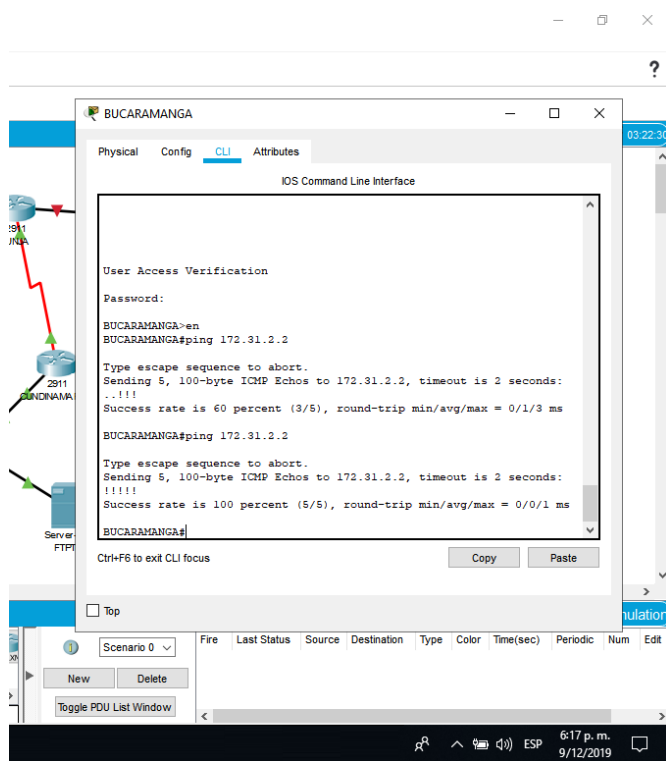 ?
BUCARAMANGA
03:22:30
Physical Config CLI Attributes
IOS Command Line Interface
2911
User Access Verification
Password:
BUCARAMANGA>en
BUCARAMANGA#ping 172.31.2.2
Type escape sequence to abort.
Sending 5, 100-byte ICMP Echos to 172.31.2.2, timeout is 2 seconds:
..!!!
Success rate is 60 percent (3/5), round-trip min/avg/max = 0/1/3 ms
BUCARAMANGA#ping 172.31.2.2
Type escape sequence to abort.
Sending 5, 100-byte ICMP Echos to 172.31.2.2, timeout is 2 seconds:
!!!!!
Success rate is 100 percent (5/5), round-trip min/avg/max = 0/0/1 ms
BUCARAMANGA#
2911
CUNDINAMA
Server-
FTPT
Ctrl+F6 to exit CLI focus
Copy Paste
Top
mulation
1 Scenario 0
Fire Last Status Source Destination Type Color Time(sec) Periodic Num Edit
New Delete
Toggle PDU List Window
ESP
6:17 p. m.
9/12/2019